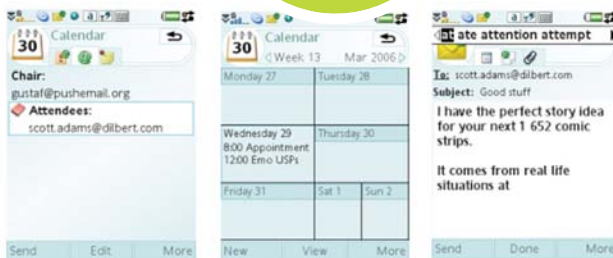 30
Calendar
Chair:
gustaf@pushemail.org
Attendees:
scott.adams@dilbert.com
Send Edit More
30
Calendar
Week 13 Mar 2006
Monday 27 Tuesday 28
Wednesday 29 Thursday 30
8:00 Appointment
12:00 Emo USPs
Friday 31 Sat 1 Sun 2
New View More
at ate attention attempt
To: scott.adams@dilbert.com
Subject: Good stuff
I have the perfect story idea
for your next 1 652 comic
strips.
It comes from real life
situations at
Send Done More